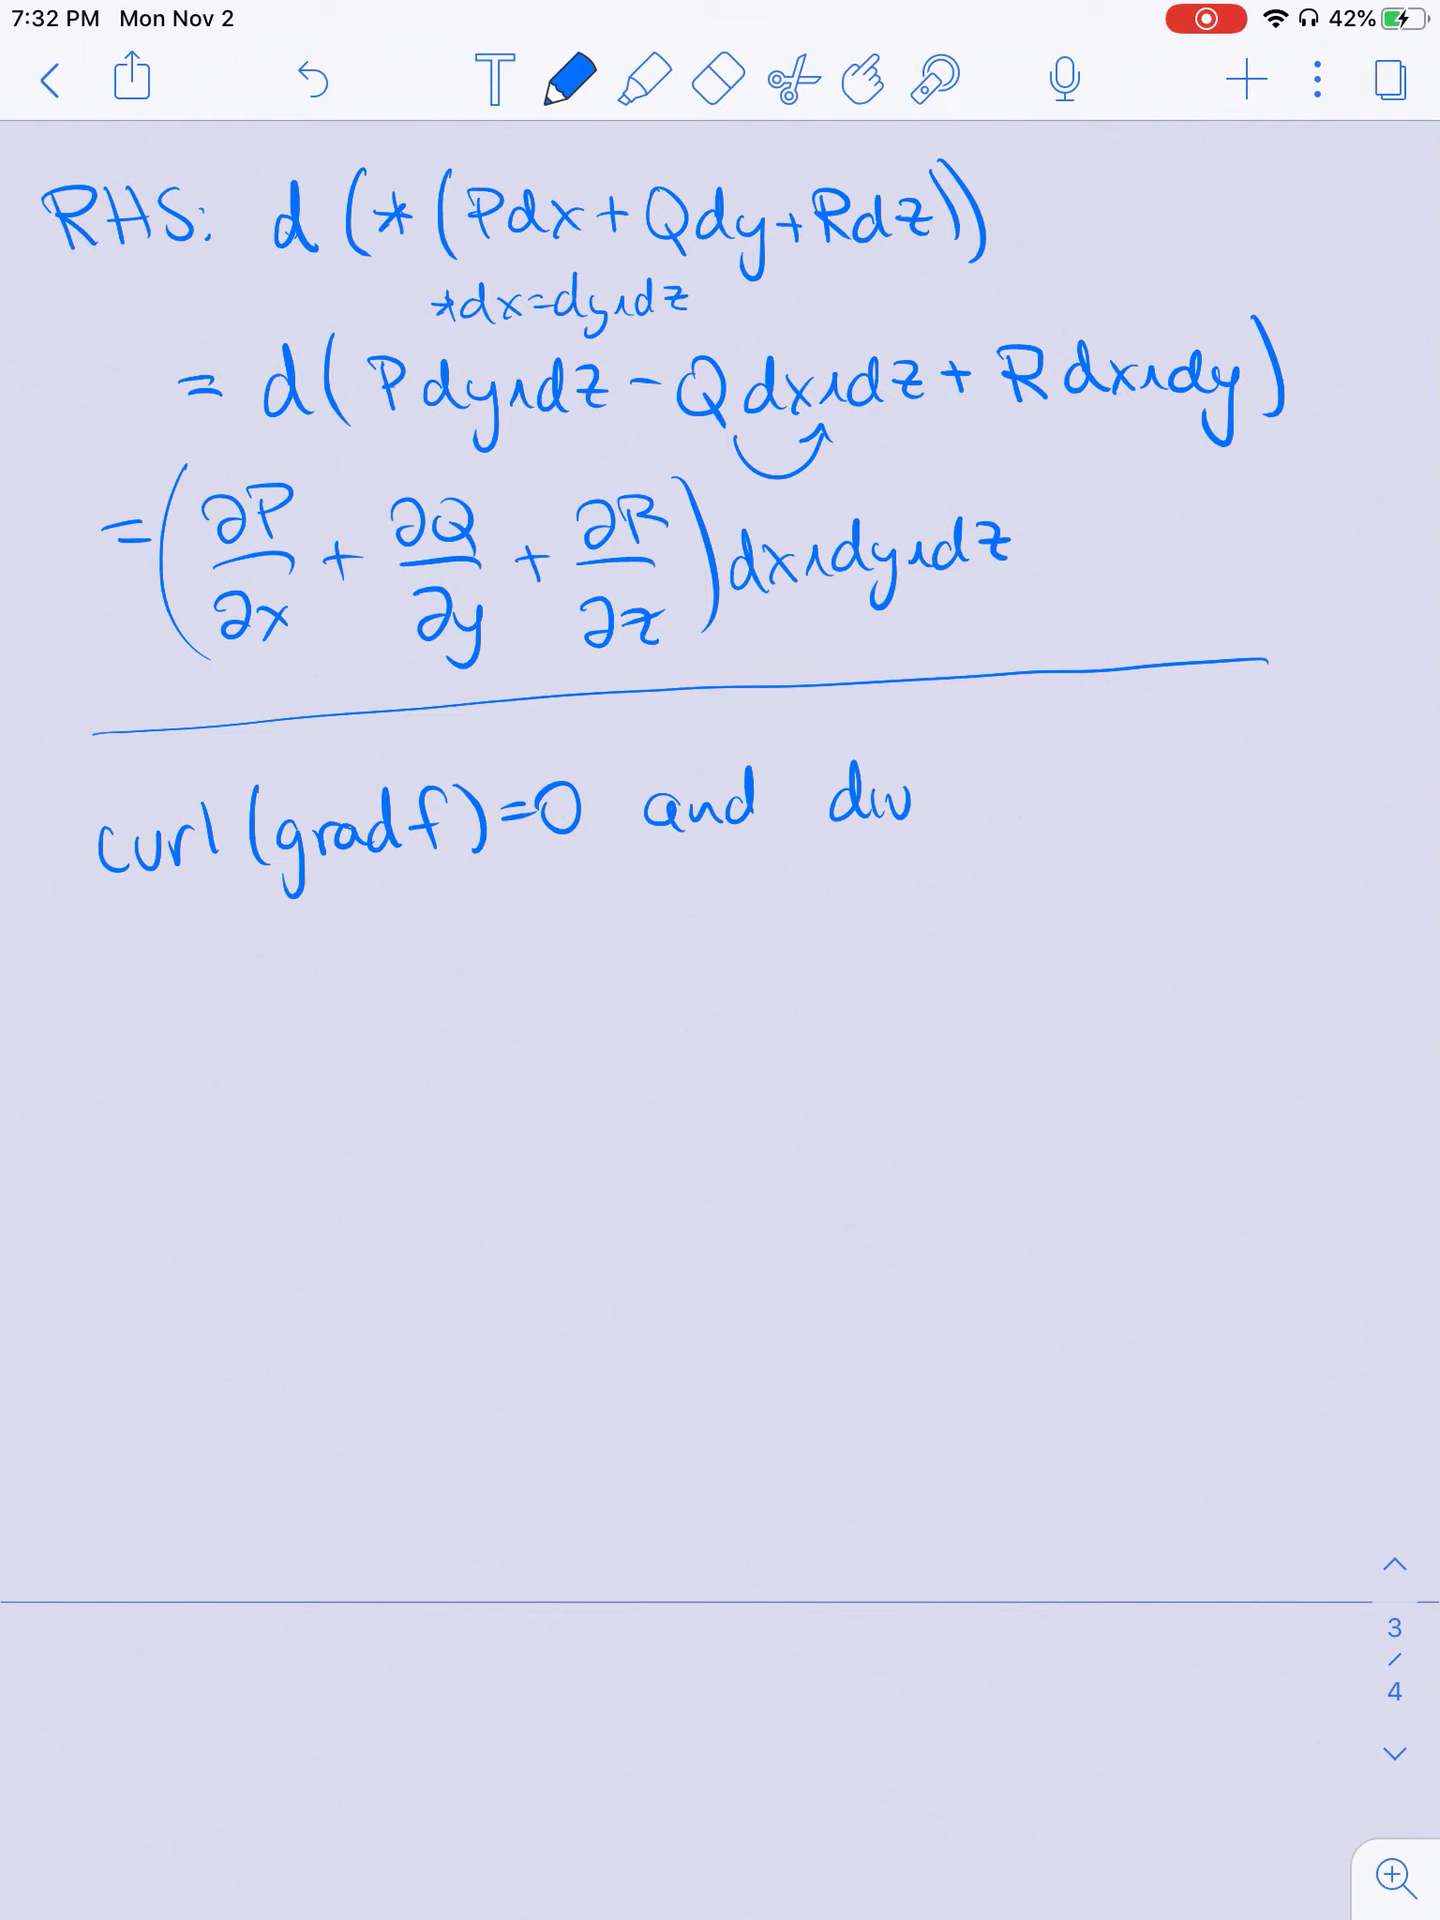 7:32 PM Mon Nov 2 42%
RHS: d (*(Pdx+Qdy+Rdz))
*dx=dy∧dz
= d(Pdy∧dz-Qdx∧dz+Rdx∧dy)
=(∂P/∂x + ∂Q/∂y + ∂R/∂z)dx∧dy∧dz
curl (gradf)=0 and div
3
/
4